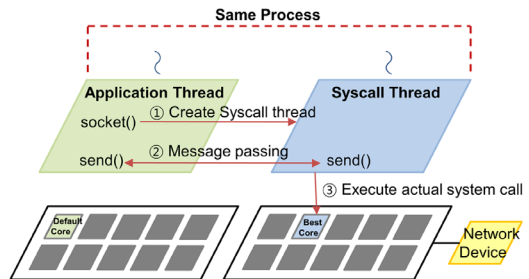 Same Process
Application Thread
Syscall Thread
① Create Syscall thread
socket()
② Message passing
send()
send()
③ Execute actual system call
Default
Core
Best
Core
Network
Device